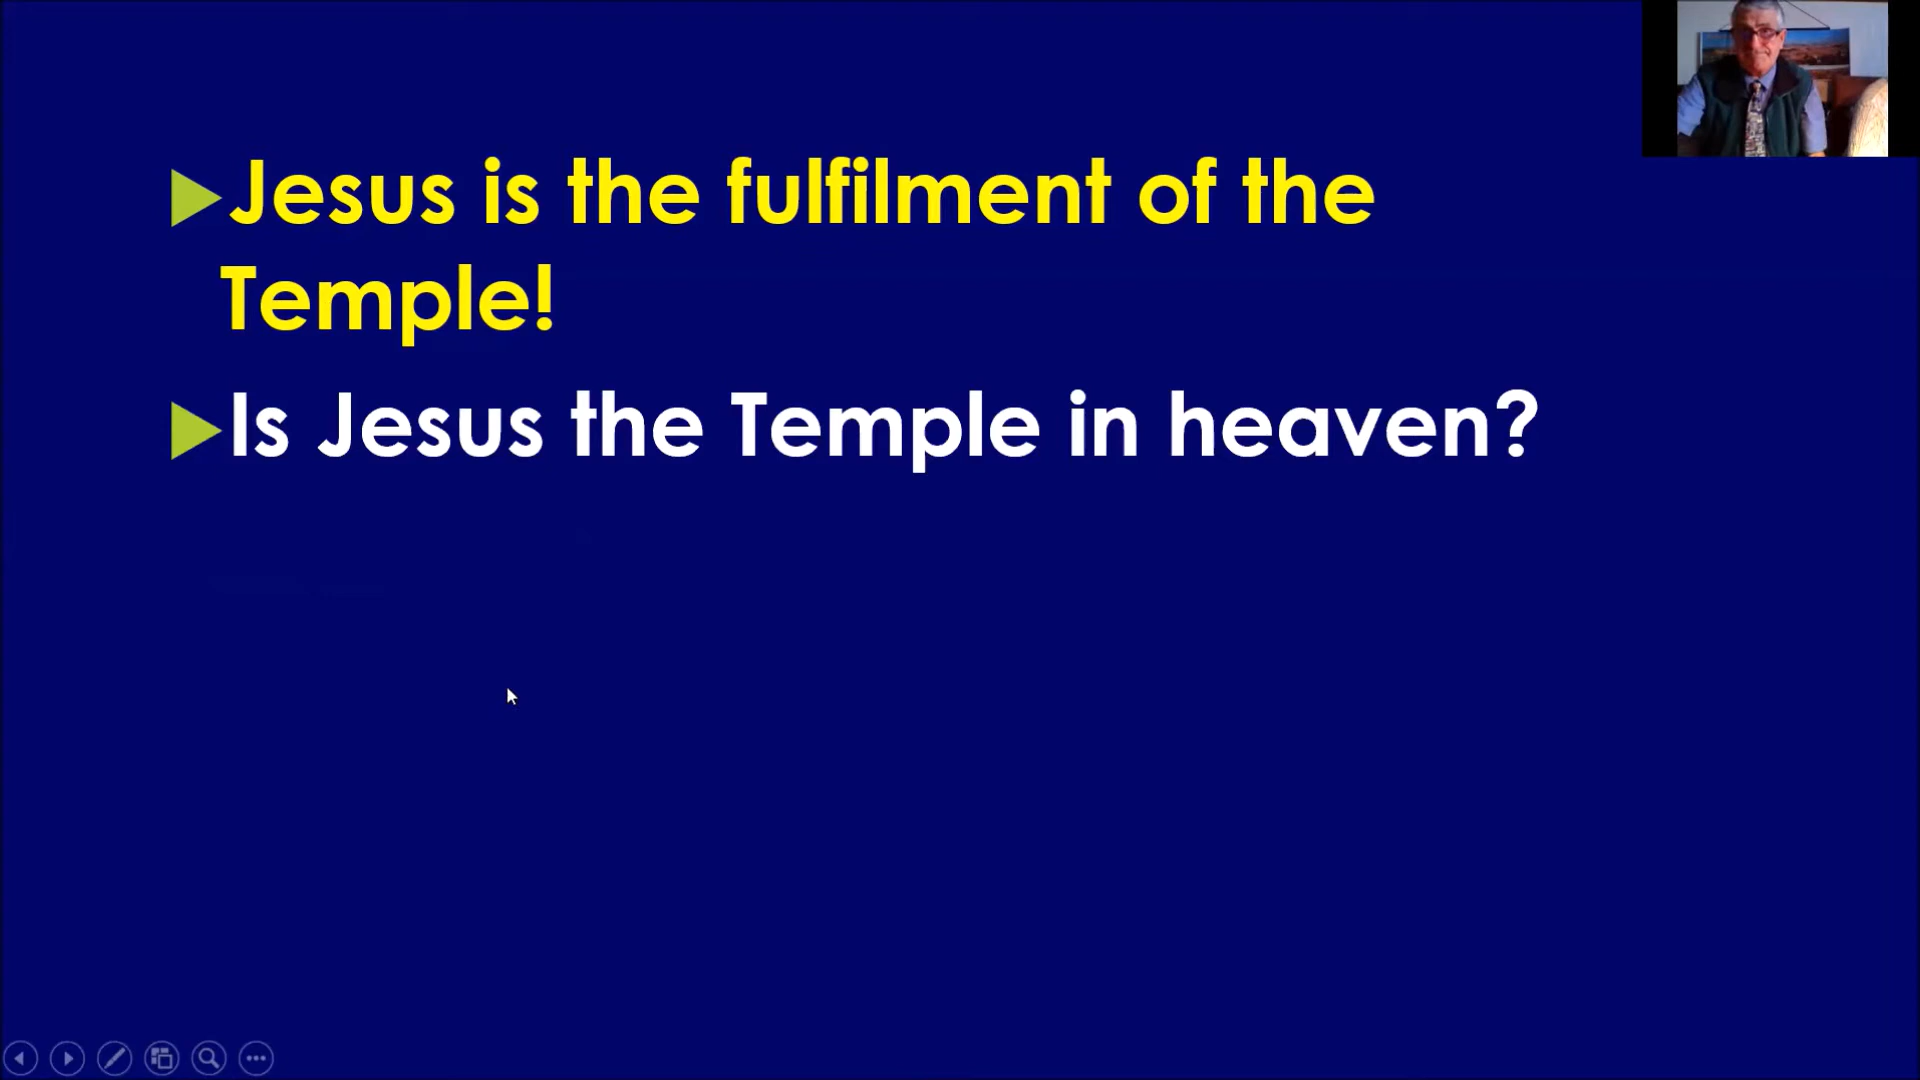 Jesus is the fulfilment of the
Temple!
Is Jesus the Temple in heaven?